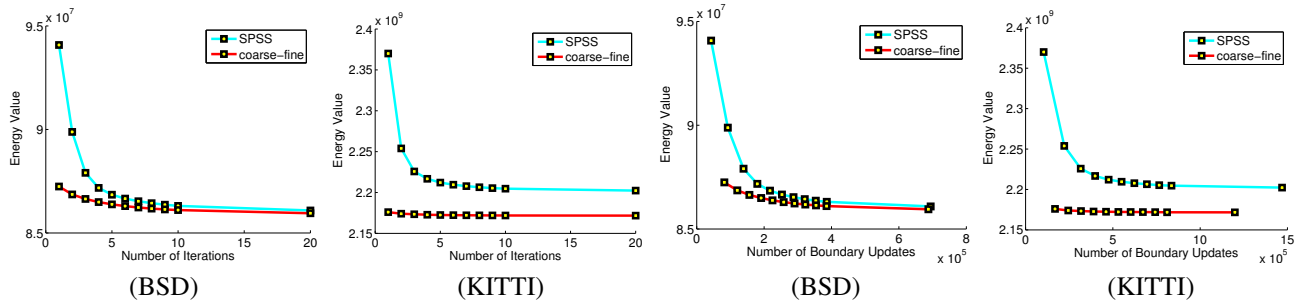 x 10^7
9.5
9
8.5
Energy Value
SPSS
coarse−fine
0 5 10 15 20
Number of Iterations
(BSD)
x 10^9
2.4
2.35
2.3
2.25
2.2
2.15
Energy Value
SPSS
coarse−fine
0 5 10 15 20
Number of Iterations
(KITTI)
x 10^7
9.5
9
8.5
Energy Value
SPSS
coarse−fine
0 2 4 6 8
Number of Boundary Updates
x 10^5
(BSD)
x 10^9
2.4
2.35
2.3
2.25
2.2
2.15
Energy Value
SPSS
coarse−fine
0 5 10 15
Number of Boundary Updates
x 10^5
(KITTI)